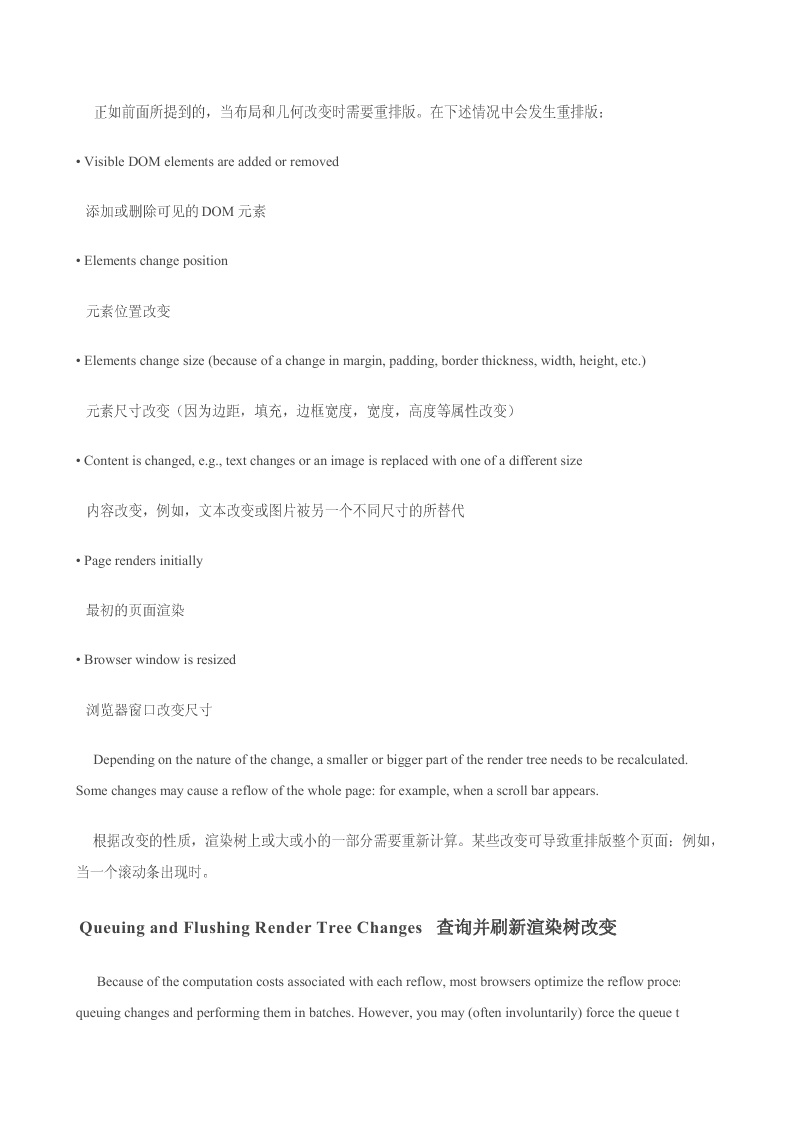 正如前面所提到的，当布局和几何改变时需要重排版。在下述情况中会发生重排版：
• Visible DOM elements are added or removed
添加或删除可见的 DOM 元素
• Elements change position
元素位置改变
• Elements change size (because of a change in margin, padding, border thickness, width, height, etc.)
元素尺寸改变（因为边距，填充，边框宽度，宽度，高度等属性改变）
• Content is changed, e.g., text changes or an image is replaced with one of a different size
内容改变，例如，文本改变或图片被另一个不同尺寸的所替代
• Page renders initially
最初的页面渲染
• Browser window is resized
浏览器窗口改变尺寸
Depending on the nature of the change, a smaller or bigger part of the render tree needs to be recalculated.
Some changes may cause a reflow of the whole page: for example, when a scroll bar appears.
根据改变的性质，渲染树上或大或小的一部分需要重新计算。某些改变可导致重排版整个页面：例如，
当一个滚动条出现时。
Queuing and Flushing Render Tree Changes 查询并刷新渲染树改变
Because of the computation costs associated with each reflow, most browsers optimize the reflow
queuing changes and performing them in batches. However, you may (often involuntarily) force the queue